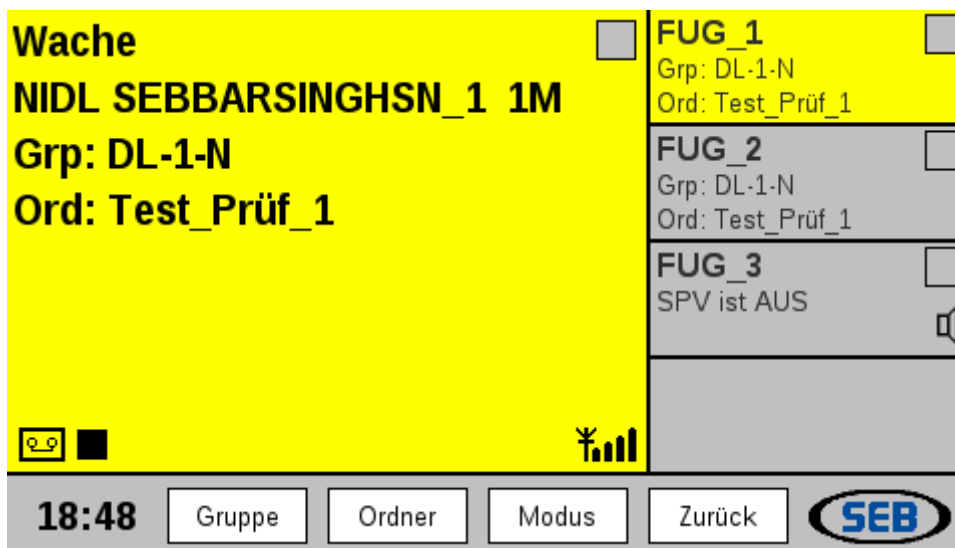 Wache
NIDL SEBBARSINGHSN_1 1M
Grp: DL-1-N
Ord: Test_Prüf_1
FUG_1
Grp: DL-1-N
Ord: Test_Prüf_1
FUG_2
Grp: DL-1-N
Ord: Test_Prüf_1
FUG_3
SPV ist AUS
18:48
Gruppe
Ordner
Modus
Zurück
SEB